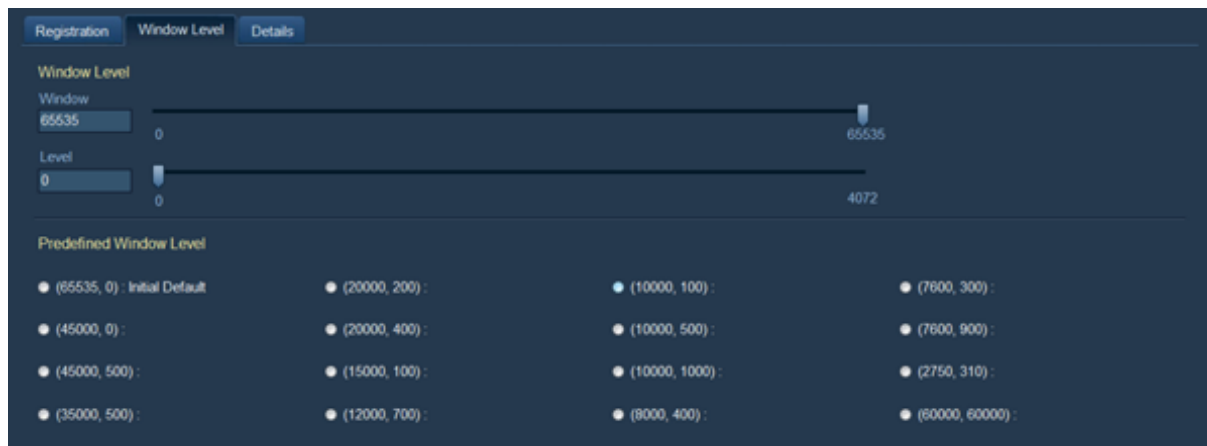 Registration Window Level Details
Window Level
Window
65535
0 65535
Level
0
0 4072
Predefined Window Level
(65535, 0) : Initial Default (20000, 200) : (10000, 100) : (7600, 300) :
(45000, 0) : (20000, 400) : (10000, 500) : (7600, 900) :
(45000, 500) : (15000, 100) : (10000, 1000) : (2750, 310) :
(35000, 500) : (12000, 700) : (8000, 400) : (60000, 60000) :